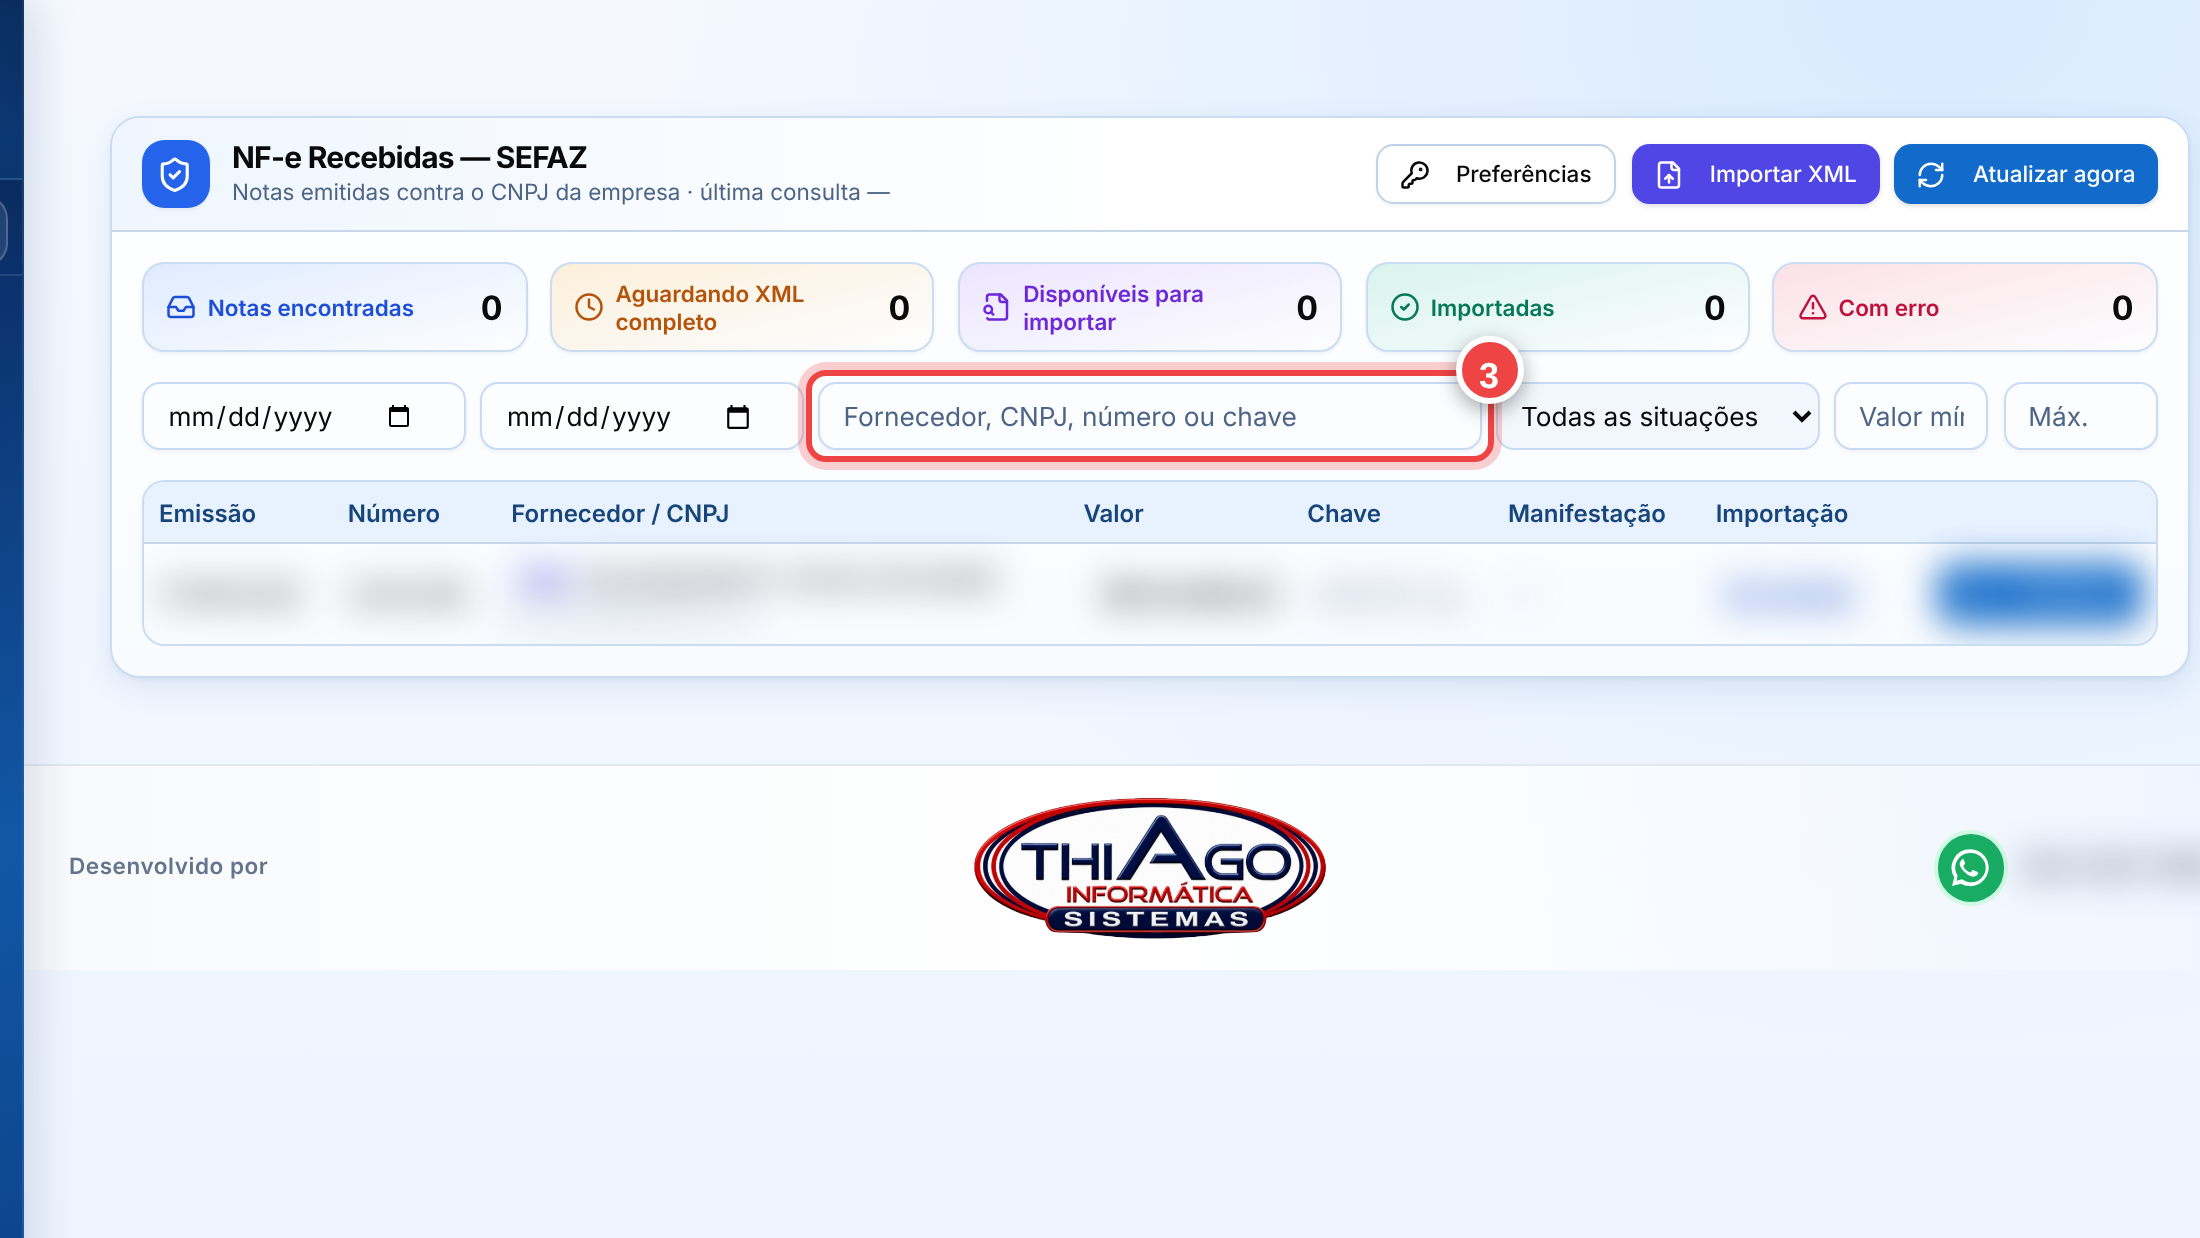 NF-e Recebidas — SEFAZ
Notas emitidas contra o CNPJ da empresa · última consulta —
Preferências
Importar XML
Atualizar agora
Notas encontradas 0
Aguardando XML
completo
0
Disponíveis para
importar
0
Importadas 0
Com erro 0
3
mm/dd/yyyy
mm/dd/yyyy
Fornecedor, CNPJ, número ou chave
Todas as situações
Valor mír
Máx.
Emissão Número Fornecedor / CNPJ Valor Chave Manifestação Importação
Desenvolvido por
THIAGO
INFORMÁTICA
SISTEMAS